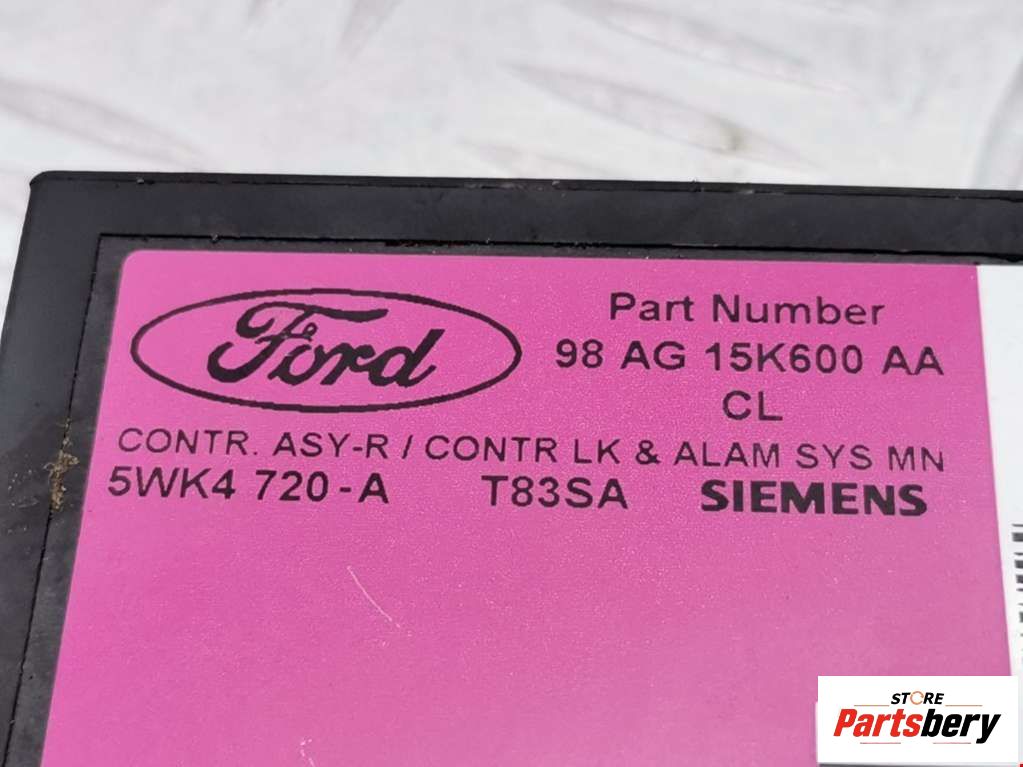 Ford
Part Number
98 AG 15K600 AA
CL
CONTR. ASY-R / CONTR LK & ALAM SYS MN
5WK4 720-A T83SA SIEMENS
STORE
Partsbery